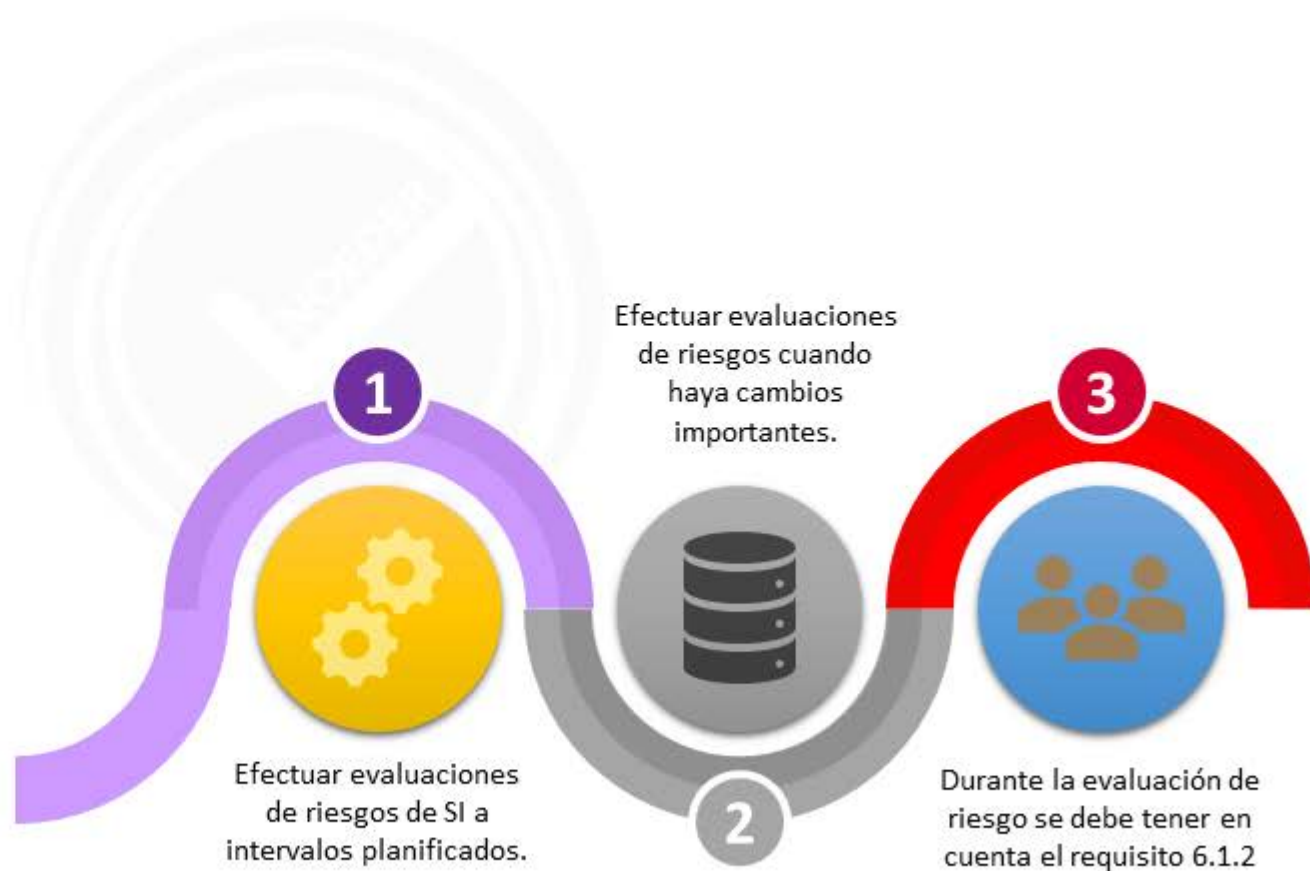 1
Efectuar evaluaciones
de riesgos de SI a
intervalos planificados.
Efectuar evaluaciones
de riesgos cuando
haya cambios
importantes.
2
3
Durante la evaluación de
riesgo se debe tener en
cuenta el requisito 6.1.2